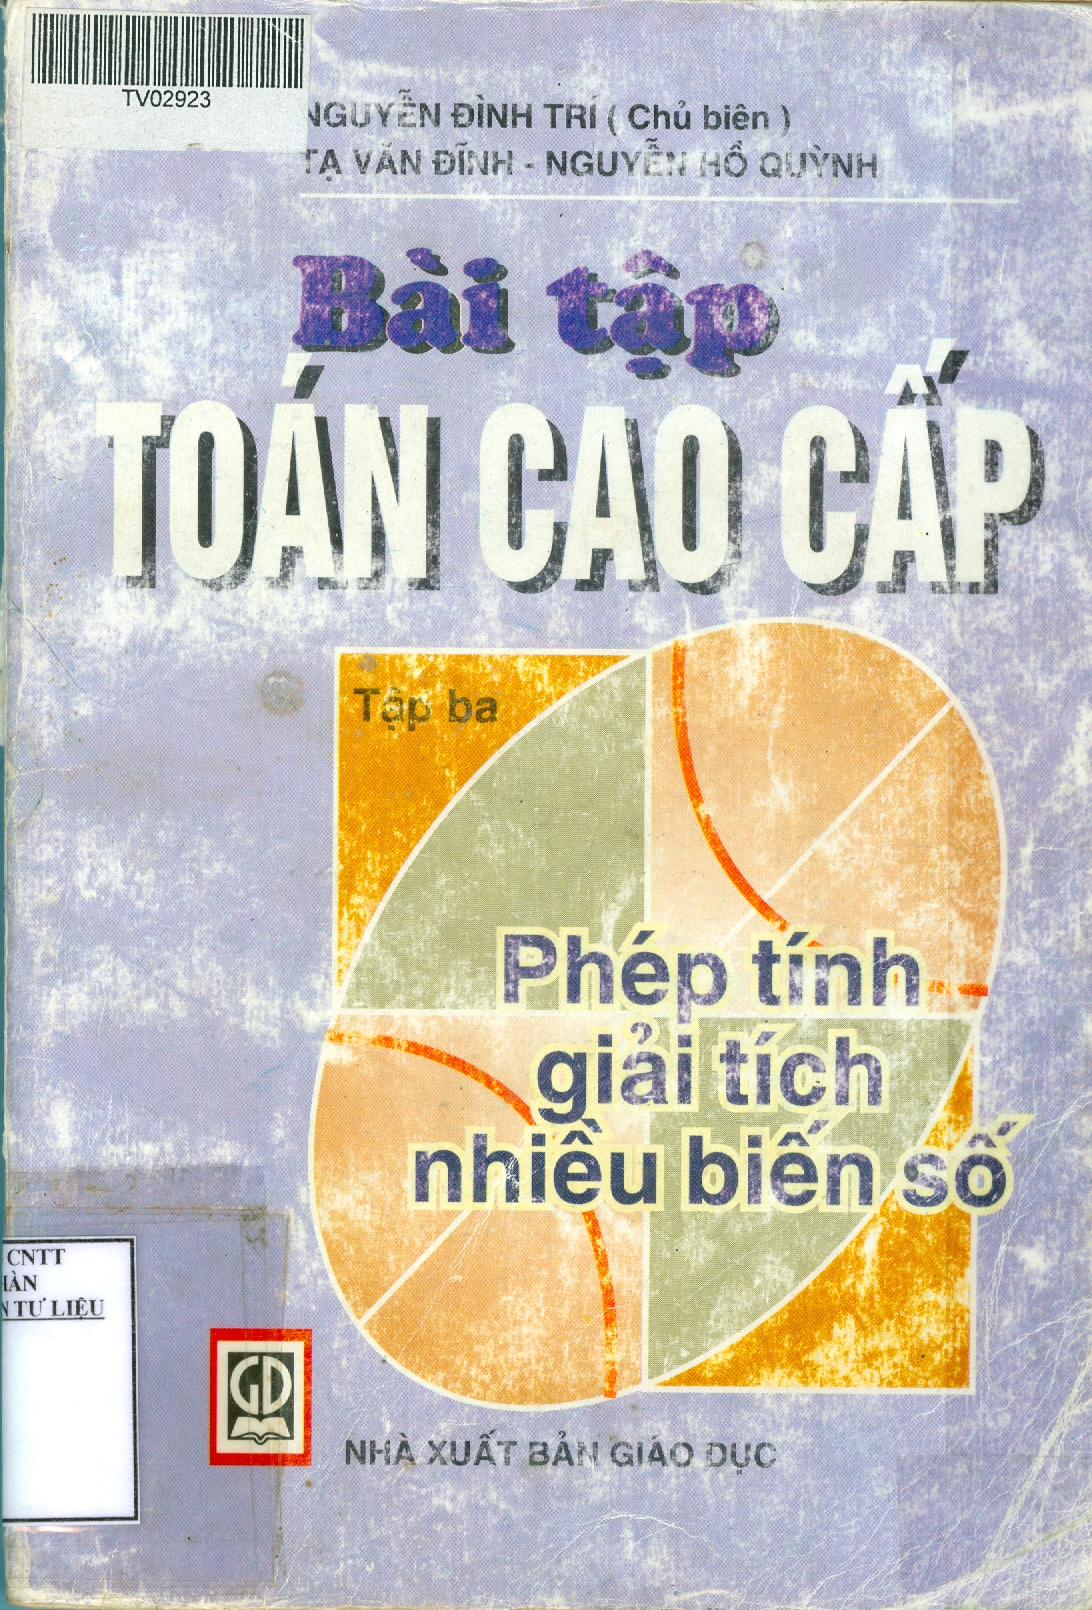 TV02923
NGUYỄN ĐÌNH TRÍ ( Chủ biên )
TẠ VĂN ĐĨNH - NGUYỄN HỒ QUỲNH
Bài tập
TOÁN CAO CẤP
Tập ba
Phép tính
giải tích
nhiều biến số
CNTT
HÀN
N TƯ LIỆU
GD
NHÀ XUẤT BẢN GIÁO DỤC